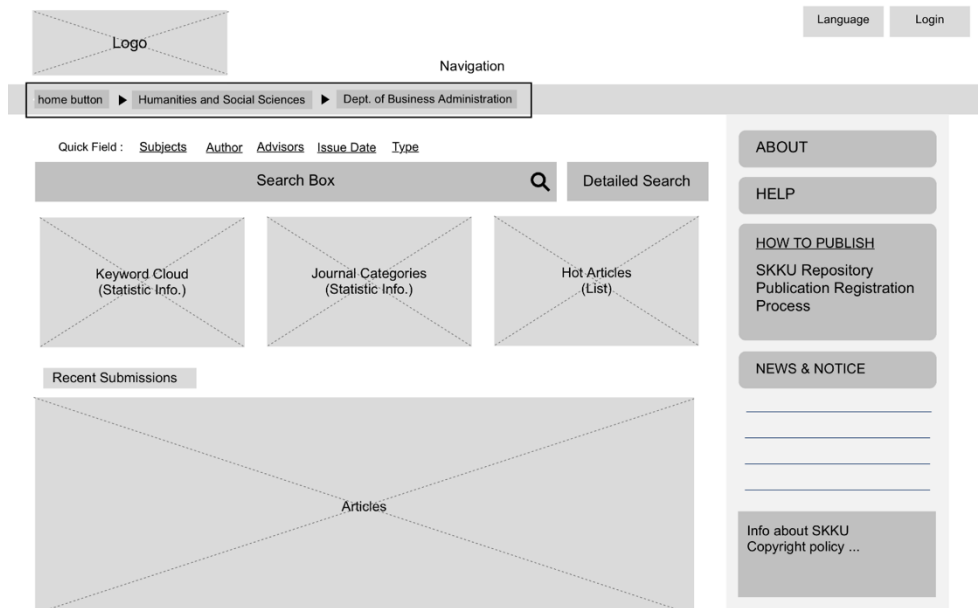 Language
Login
Logo
Navigation
home button
Humanities and Social Sciences
Dept. of Business Administration
Quick Field : Subjects Author Advisors Issue Date Type
Search Box
Detailed Search
Keyword Cloud
(Statistic Info.)
Journal Categories
(Statistic Info.)
Hot Articles
(List)
Recent Submissions
Articles
ABOUT
HELP
HOW TO PUBLISH
SKKU Repository
Publication Registration
Process
NEWS & NOTICE
Info about SKKU
Copyright policy ...